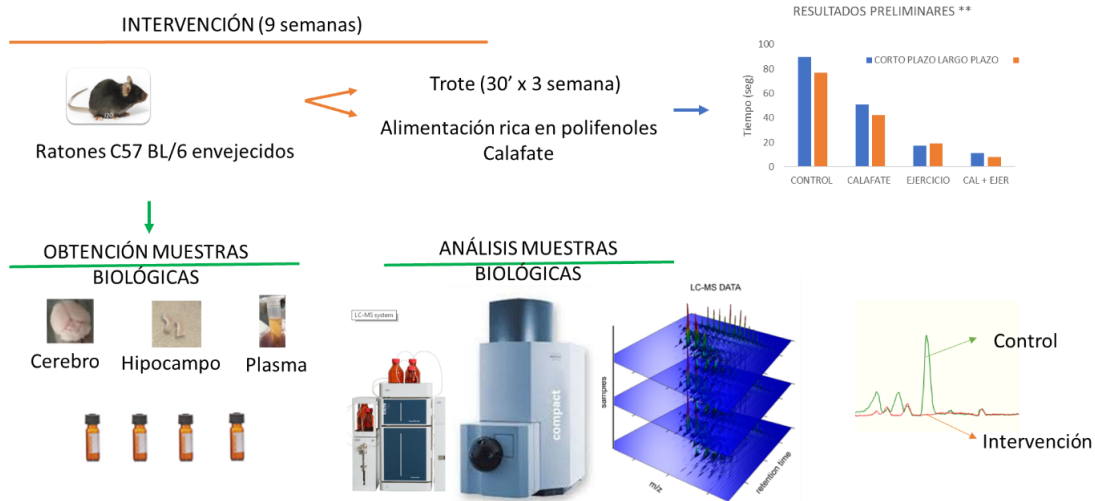 INTERVENCIÓN (9 semanas)
Ratones C57 BL/6 envejecidos
Trote (30’ x 3 semana)
Alimentación rica en polifenoles
Calafate
RESULTADOS PRELIMINARES **
CORTO PLAZO LARGO PLAZO
Tiempo (seg)
100
80
60
40
20
0
CONTROL
CALAFATE
EJERCICIO
CAL + EJER
OBTENCIÓN MUESTRAS
BIOLÓGICAS
Cerebro
Hipocampo
Plasma
ANÁLISIS MUESTRAS
BIOLÓGICAS
LC-MS system
compact
LC-MS DATA
samples
m/z
retention time
Control
Intervención